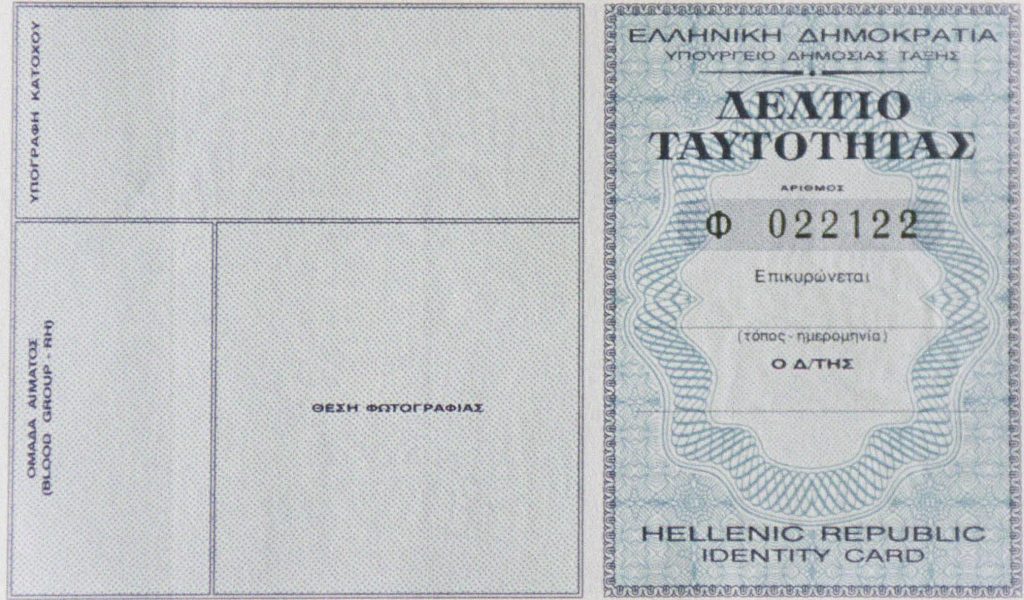 ΥΠΟΓΡΑΦΗ ΚΑΤΟΧΟΥ
ΟΜΑΔΑ ΑΙΜΑΤΟΣ
(BLOOD GROUP - RH)
ΘΕΣΗ ΦΩΤΟΓΡΑΦΙΑΣ
ΕΛΛΗΝΙΚΗ ΔΗΜΟΚΡΑΤΙΑ
ΥΠΟΥΡΓΕΙΟ ΔΗΜΟΣΙΑΣ ΤΑΞΗΣ
ΔΕΛΤΙΟ
ΤΑΥΤΟΤΗΤΑΣ
ΑΡΙΘΜΟΣ
Φ 022122
Επικυρώνεται
(τόπος - ημερομηνία)
Ο Δ/ΤΗΣ
HELLENIC REPUBLIC
IDENTITY CARD